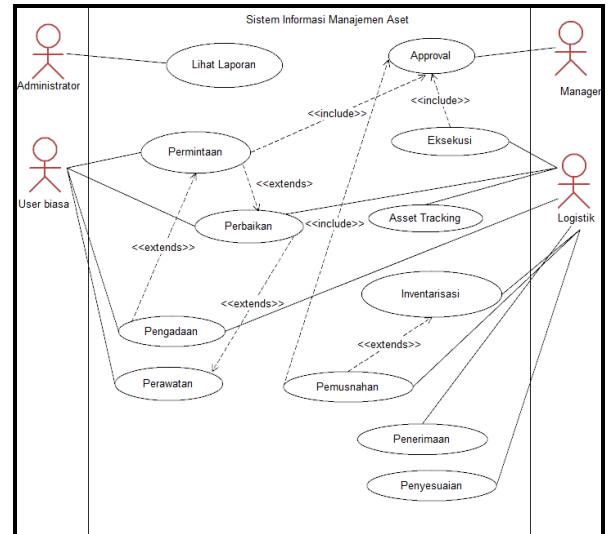 Sistem Informasi Manajemen Aset
Approval
Lihat Laporan
Administrator
Manager
<<include>>
<<include>>
Permintaan
Eksekusi
<<extends>>
User biasa
Perbaikan
<<include>>
Asset Tracking
Logistik
<<extends>>
Inventarisasi
<<extends>>
Pengadaan
<<extends>>
Perawatan
Pemusnahan
Penerimaan
Penyesuaian